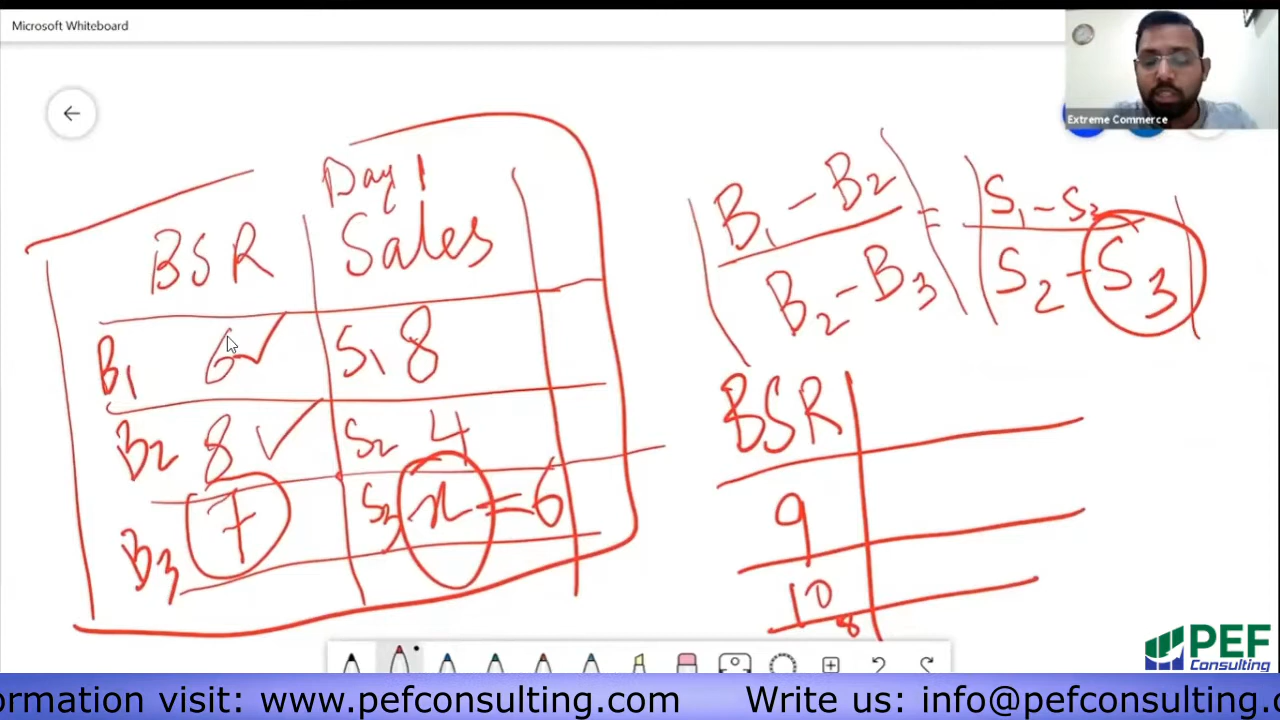 Microsoft Whiteboard
Extreme Commerce
Day 1
BSR Sales
B1 6 ✓ S1 8
B2 8 ✓ S2 4
B3 7 x = 6
| B1 - B2 / B2 - B3 | = | S1 - S2 / S2 - S3 |
BSR
9
10
8
PEF
Consulting
ormation visit: www.pefconsulting.com Write us: info@pefconsulting.c